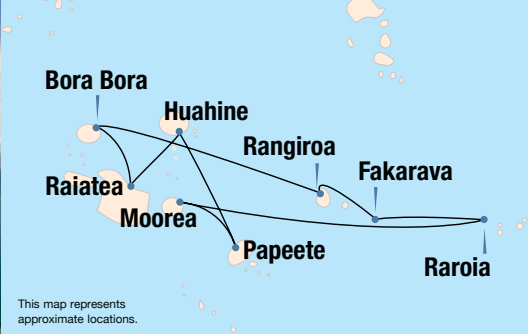 Bora Bora
Huahine
Rangiroa
Fakarava
Raiatea
Moorea
Papeete
Raroia
This map represents
approximate locations.